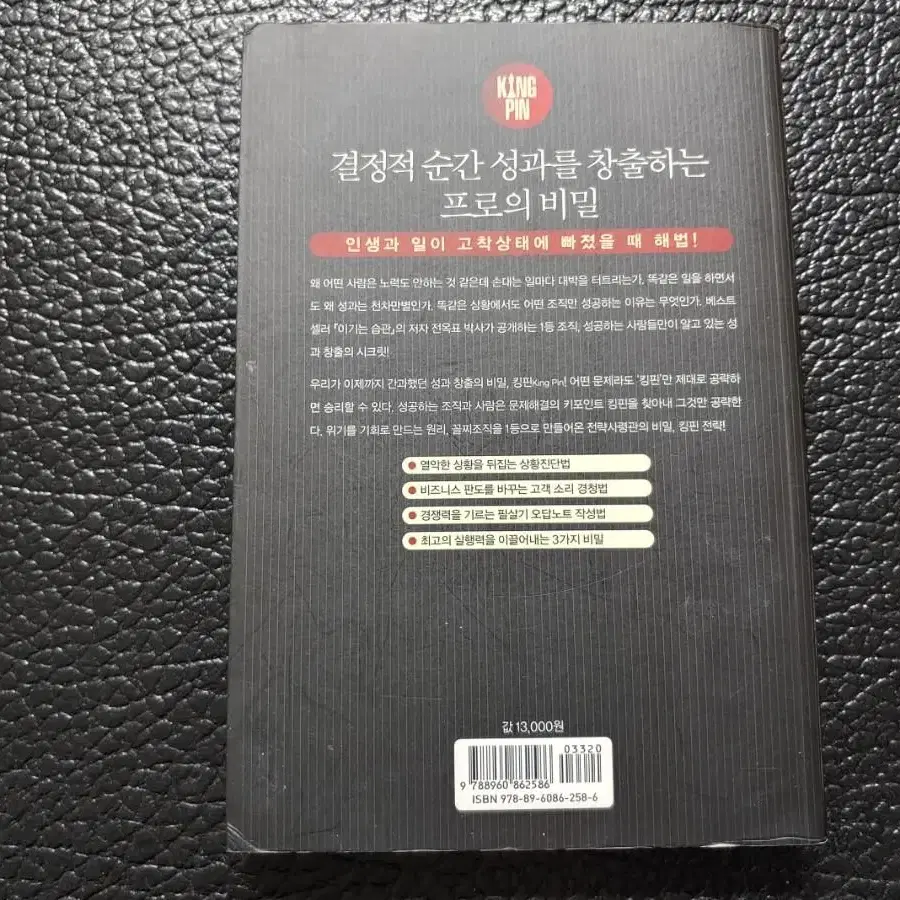 KING
PIN
결정적 순간 성과를 창출하는
프로의 비밀
인생과 일이 고착상태에 빠졌을 때 해법!
왜 어떤 사람은 노력도 안하는 것 같은데 손대는 일마다 대박을 터트리는가, 똑같은 일을 하면서
도 왜 성과는 천차만별인가. 똑같은 상황에서도 어떤 조직만 성공하는 이유는 무엇인가. 베스트
셀러 「이기는 습관」의 저자 전옥표 박사가 공개하는 1등 조직, 성공하는 사람들만이 알고 있는 성
과 창출의 시크릿!
우리가 이제까지 간과했던 성과 창출의 비밀, 킹핀King Pin! 어떤 문제라도 '킹핀'만 제대로 공략하
면 승리할 수 있다. 성공하는 조직과 사람은 문제해결의 키포인트 킹핀을 찾아내 그것만 공략한
다. 위기를 기회로 만드는 원리, 꼴찌조직을 1등으로 만들어온 전략사령관의 비밀, 킹핀 전략!
열악한 상황을 뒤집는 상황진단법
비즈니스 판도를 바꾸는 고객 소리 경청법
경쟁력을 기르는 필살기 오답노트 작성법
최고의 실행력을 이끌어내는 3가지 비밀
값 13,000원
03320
9 788960 862586
ISBN 978-89-6086-258-6